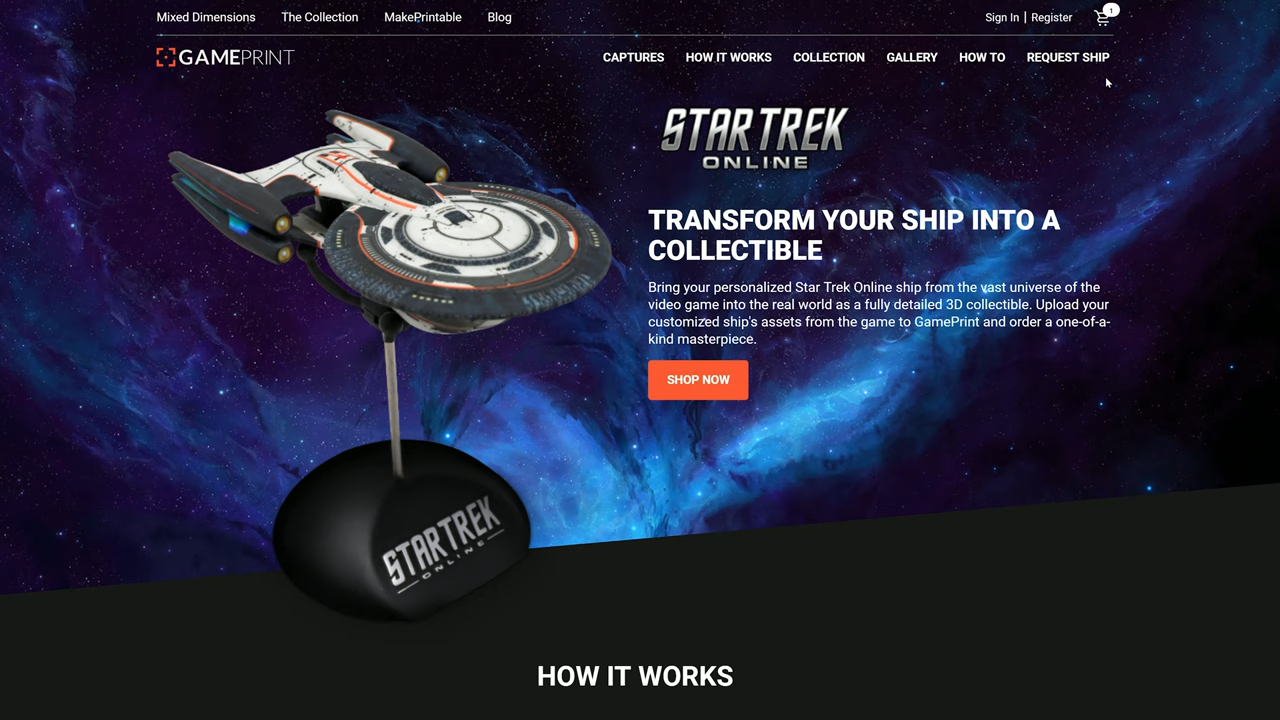 Mixed Dimensions The Collection MakePrintable Blog Sign In | Register 1
GAMEPRINT CAPTURES HOW IT WORKS COLLECTION GALLERY HOW TO REQUEST SHIP
STAR TREK
ONLINE
TRANSFORM YOUR SHIP INTO A
COLLECTIBLE
Bring your personalized Star Trek Online ship from the vast universe of the
video game into the real world as a fully detailed 3D collectible. Upload your
customized ship's assets from the game to GamePrint and order a one-of-a-
kind masterpiece.
SHOP NOW
STAR TREK
ONLINE
HOW IT WORKS